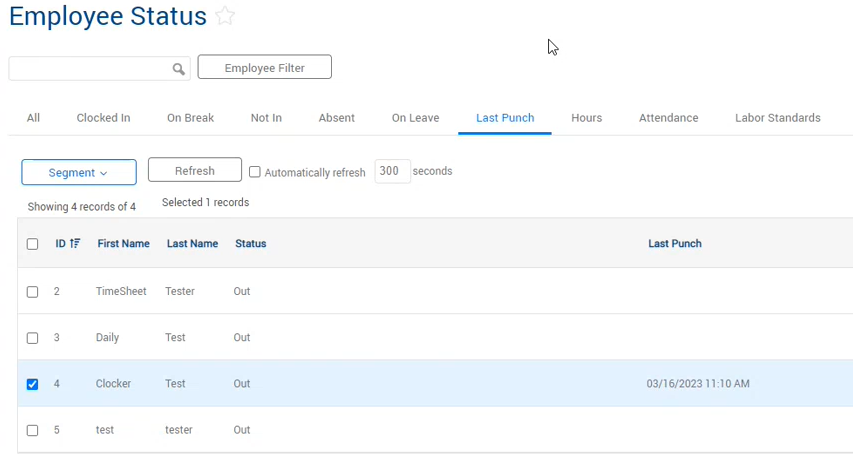 Employee Status
Employee Filter
All Clocked In On Break Not In Absent On Leave Last Punch Hours Attendance Labor Standards
Segment Refresh Automatically refresh 300 seconds
Showing 4 records of 4 Selected 1 records
ID First Name Last Name Status Last Punch
2 TimeSheet Tester Out
3 Daily Test Out
4 Clocker Test Out 03/16/2023 11:10 AM
5 test tester Out